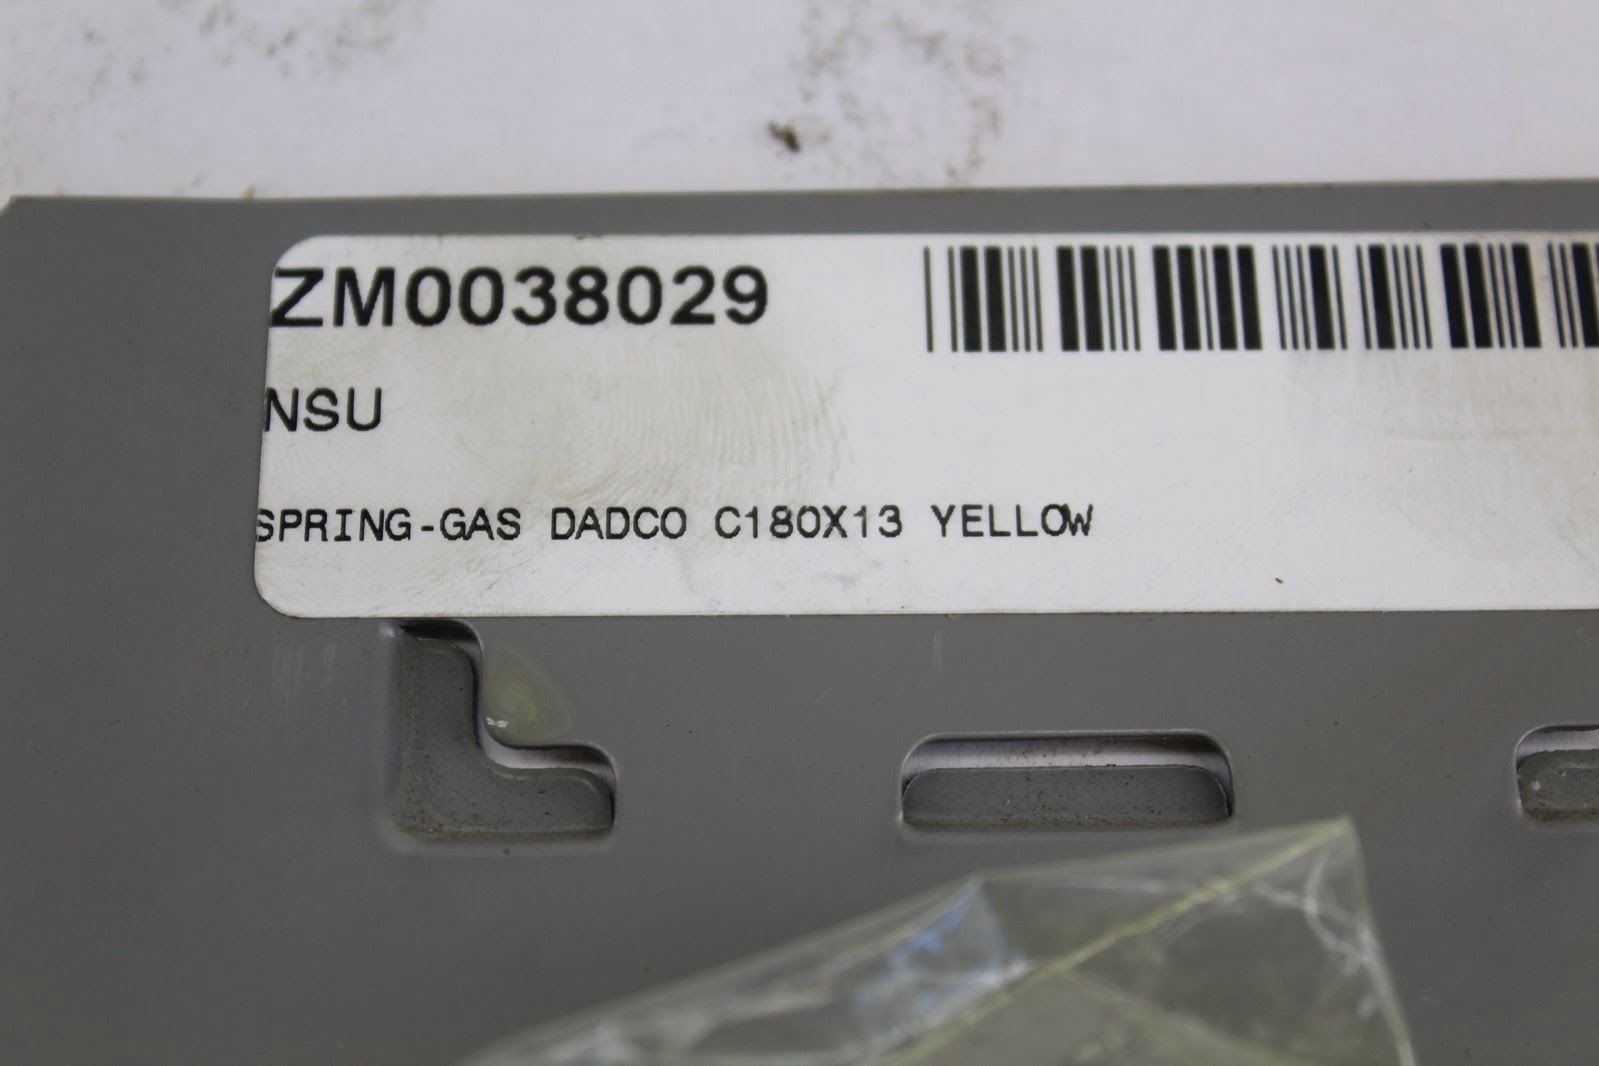 ZM0038029
NSU
SPRING-GAS DADCO C180X13 YELLOW